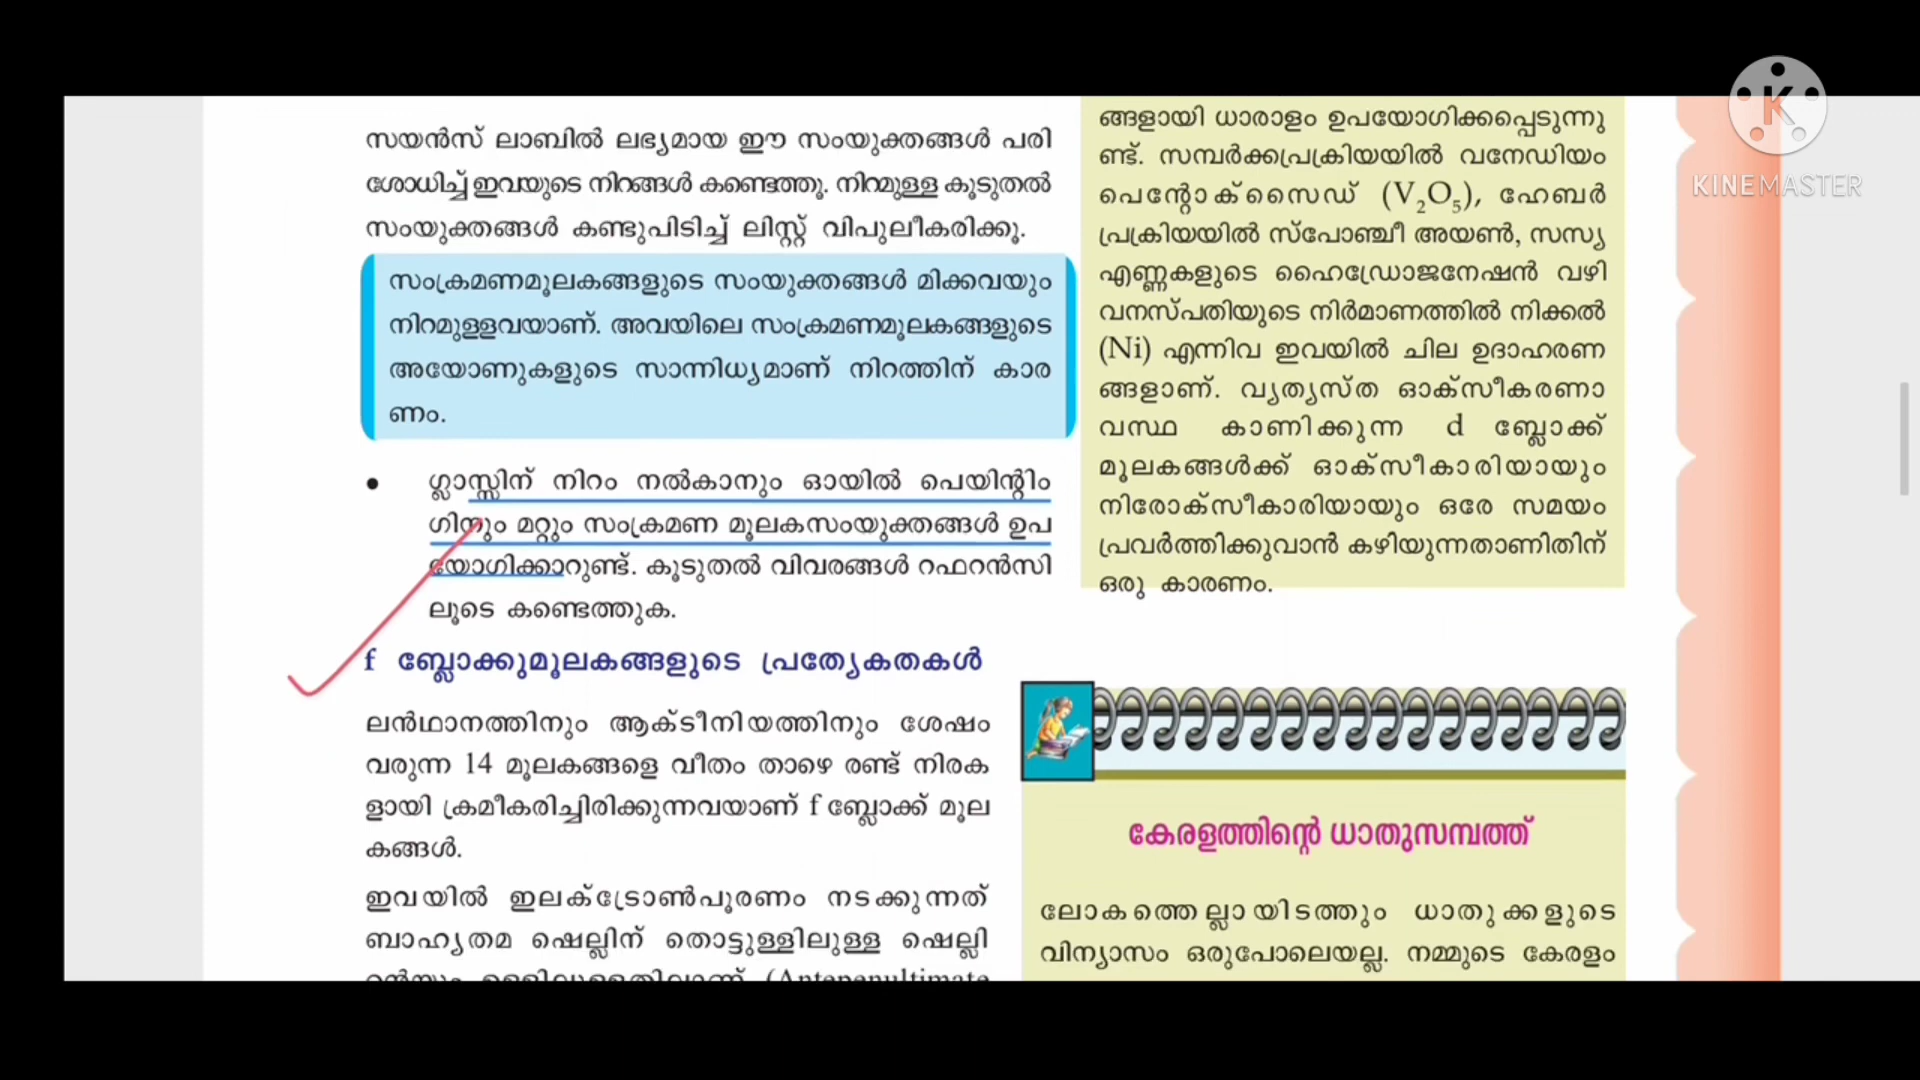 സയൻസ് ലാബിൽ ലഭ്യമായ ഈ സംയുക്തങ്ങൾ പരി
ശോധിച്ച് ഇവയുടെ നിറങ്ങൾ കണ്ടെത്തൂ. നിറമുള്ള കൂടുതൽ
സംയുക്തങ്ങൾ കണ്ടുപിടിച്ച് ലിസ്റ്റ് വിപുലീകരിക്കൂ.
സംക്രമണമൂലകങ്ങളുടെ സംയുക്തങ്ങൾ മിക്കവയും
നിറമുള്ളവയാണ്. അവയിലെ സംക്രമണമൂലകങ്ങളുടെ
അയോണുകളുടെ സാന്നിധ്യമാണ് നിറത്തിന് കാര
ണം.
• ഗ്ലാസ്സിന് നിറം നൽകാനും ഓയിൽ പെയിന്റിം
ഗിനും മറ്റും സംക്രമണ മൂലകസംയുക്തങ്ങൾ ഉപ
യോഗിക്കാറുണ്ട്. കൂടുതൽ വിവരങ്ങൾ റഫറൻസി
ലൂടെ കണ്ടെത്തുക.
f ബ്ലോക്കുമൂലകങ്ങളുടെ പ്രത്യേകതകൾ
ലൻഥാനത്തിനും ആക്ടീനിയത്തിനും ശേഷം
വരുന്ന 14 മൂലകങ്ങളെ വീതം താഴെ രണ്ട് നിരക
ളായി ക്രമീകരിച്ചിരിക്കുന്നവയാണ് f ബ്ലോക്ക് മൂല
കങ്ങൾ.
ഇവയിൽ ഇലക്ട്രോൺപൂരണം നടക്കുന്നത്
ബാഹ്യതമ ഷെല്ലിന് തൊട്ടുള്ളിലുള്ള ഷെല്ലി
ന്റെയും ഉള്ളിലുള്ളതിലാണ് (Antepenultimate
ങ്ങളായി ധാരാളം ഉപയോഗിക്കപ്പെടുന്നു
ണ്ട്. സമ്പർക്കപ്രക്രിയയിൽ വനേഡിയം
പെന്റോക്സൈഡ് (V₂O₅), ഹേബർ
പ്രക്രിയയിൽ സ്പോഞ്ചീ അയൺ, സസ്യ
എണ്ണകളുടെ ഹൈഡ്രോജനേഷൻ വഴി
വനസ്പതിയുടെ നിർമാണത്തിൽ നിക്കൽ
(Ni) എന്നിവ ഇവയിൽ ചില ഉദാഹരണ
ങ്ങളാണ്. വ്യത്യസ്ത ഓക്സീകരണാ
വസ്ഥ കാണിക്കുന്ന d ബ്ലോക്ക്
മൂലകങ്ങൾക്ക് ഓക്സീകാരിയായും
നിരോക്സീകാരിയായും ഒരേ സമയം
പ്രവർത്തിക്കുവാൻ കഴിയുന്നതാണിതിന്
ഒരു കാരണം.
കേരളത്തിന്റെ ധാതുസമ്പത്ത്
ലോകത്തെല്ലായിടത്തും ധാതുക്കളുടെ
വിന്യാസം ഒരുപോലെയല്ല. നമ്മുടെ കേരളം
K
KINEMASTER